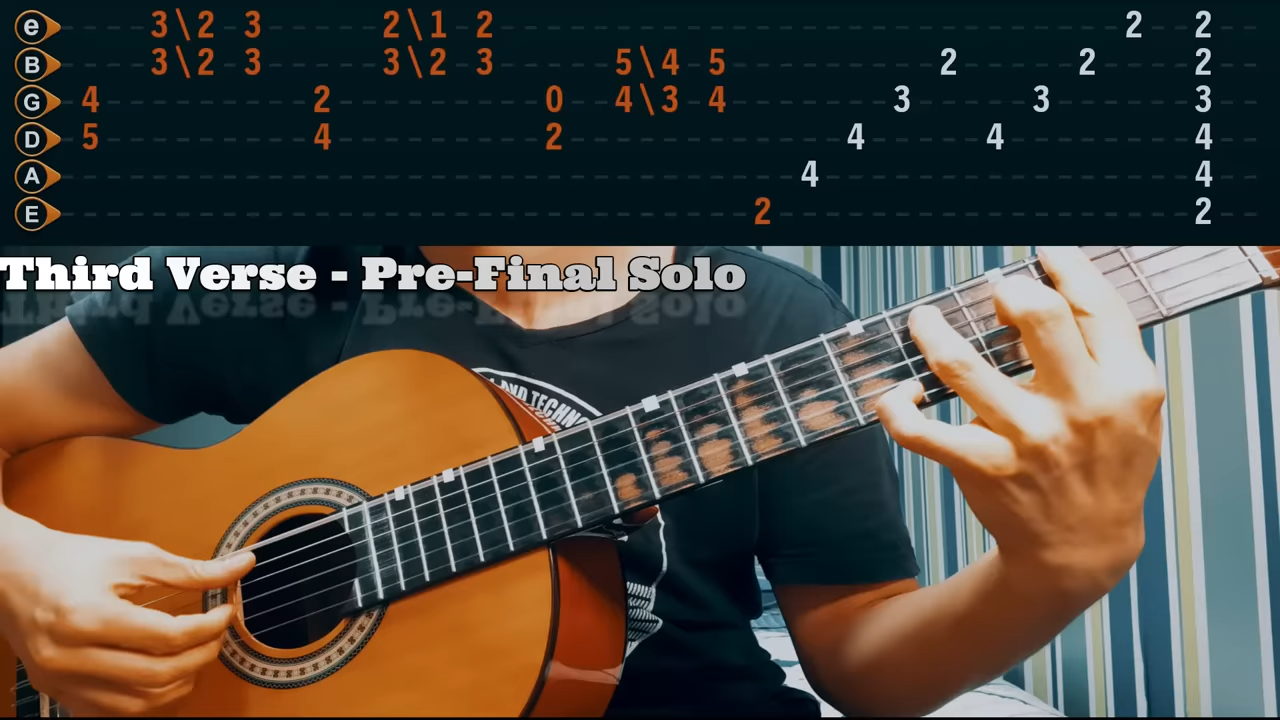 e 3\2 3 2\1 2 2 2
B 3\2 3 3\2 3 5\4 5 2 2 2
G 4 2 0 4\3 4 3 3 3
D 5 4 2 4 4 4
A 4 4
E 2 2
Third Verse - Pre-Final Solo
DVD TECHNO